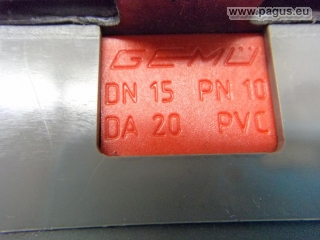 www.pagus.eu
GEMÜ
DN 15 PN 10
DA 20 PVC